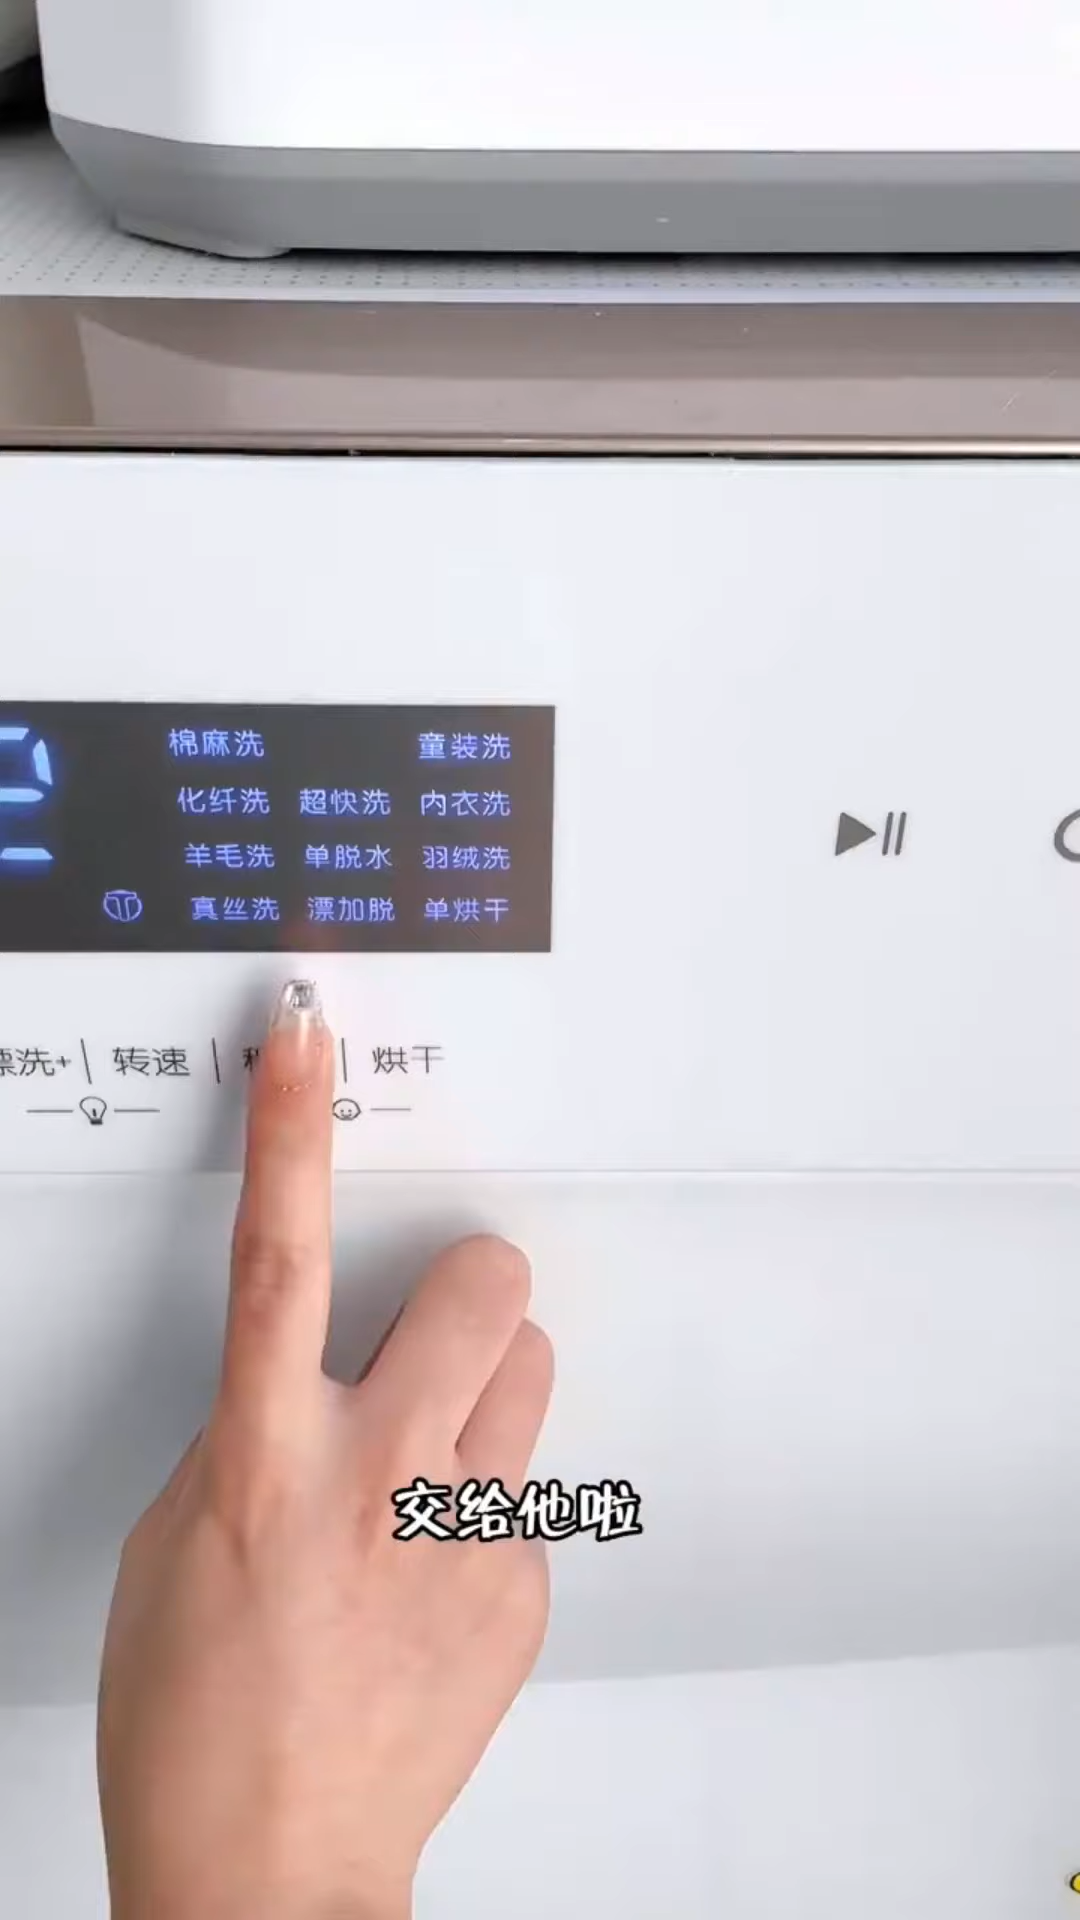 棉麻洗 童装洗
化纤洗 超快洗 内衣洗
羊毛洗 单脱水 羽绒洗
真丝洗 漂加脱 单烘干
漂洗+ 转速 烘干
交给他啦